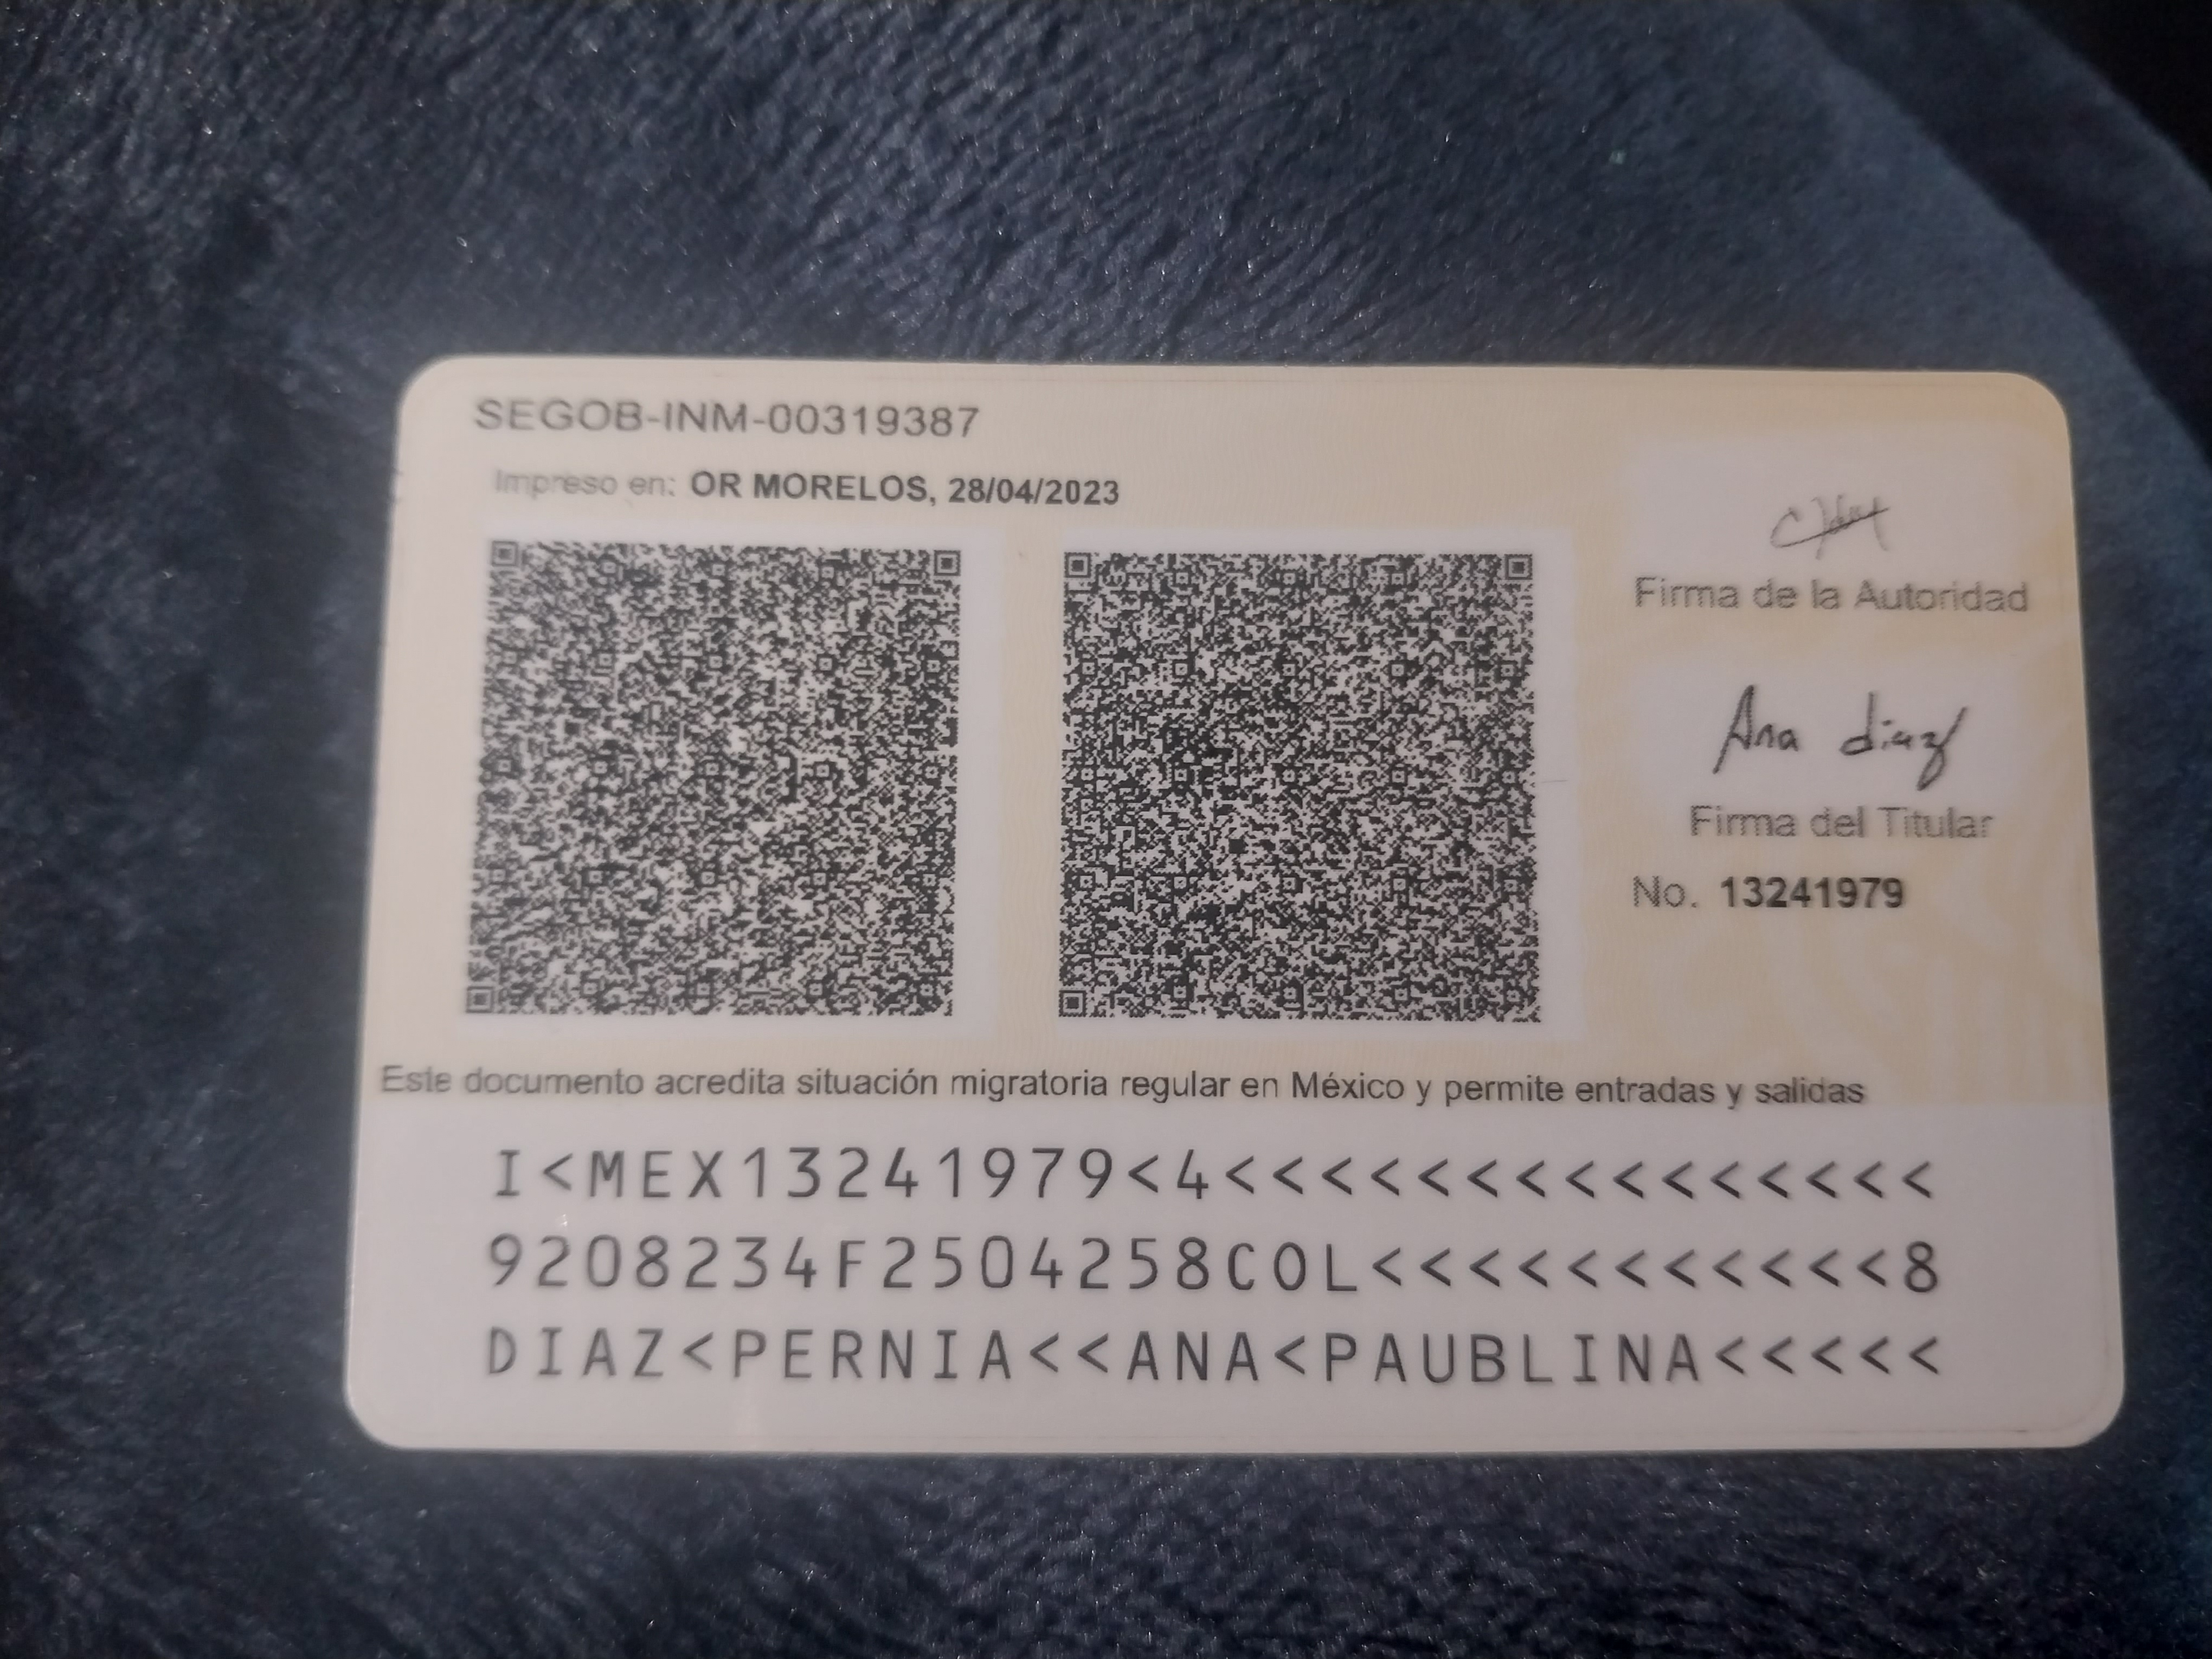 SEGOB-INM-00319387
Impreso en: OR MORELOS, 28/04/2023
Firma de la Autoridad
Ana diaz
Firma del Titular
No. 13241979
Este documento acredita situación migratoria regular en México y permite entradas y salidas
I<MEX13241979<4<<<<<<<<<<<<<<<
9208234F2504258COL<<<<<<<<<<<8
DIAZ<PERNIA<<ANA<PAUBLINA<<<<<